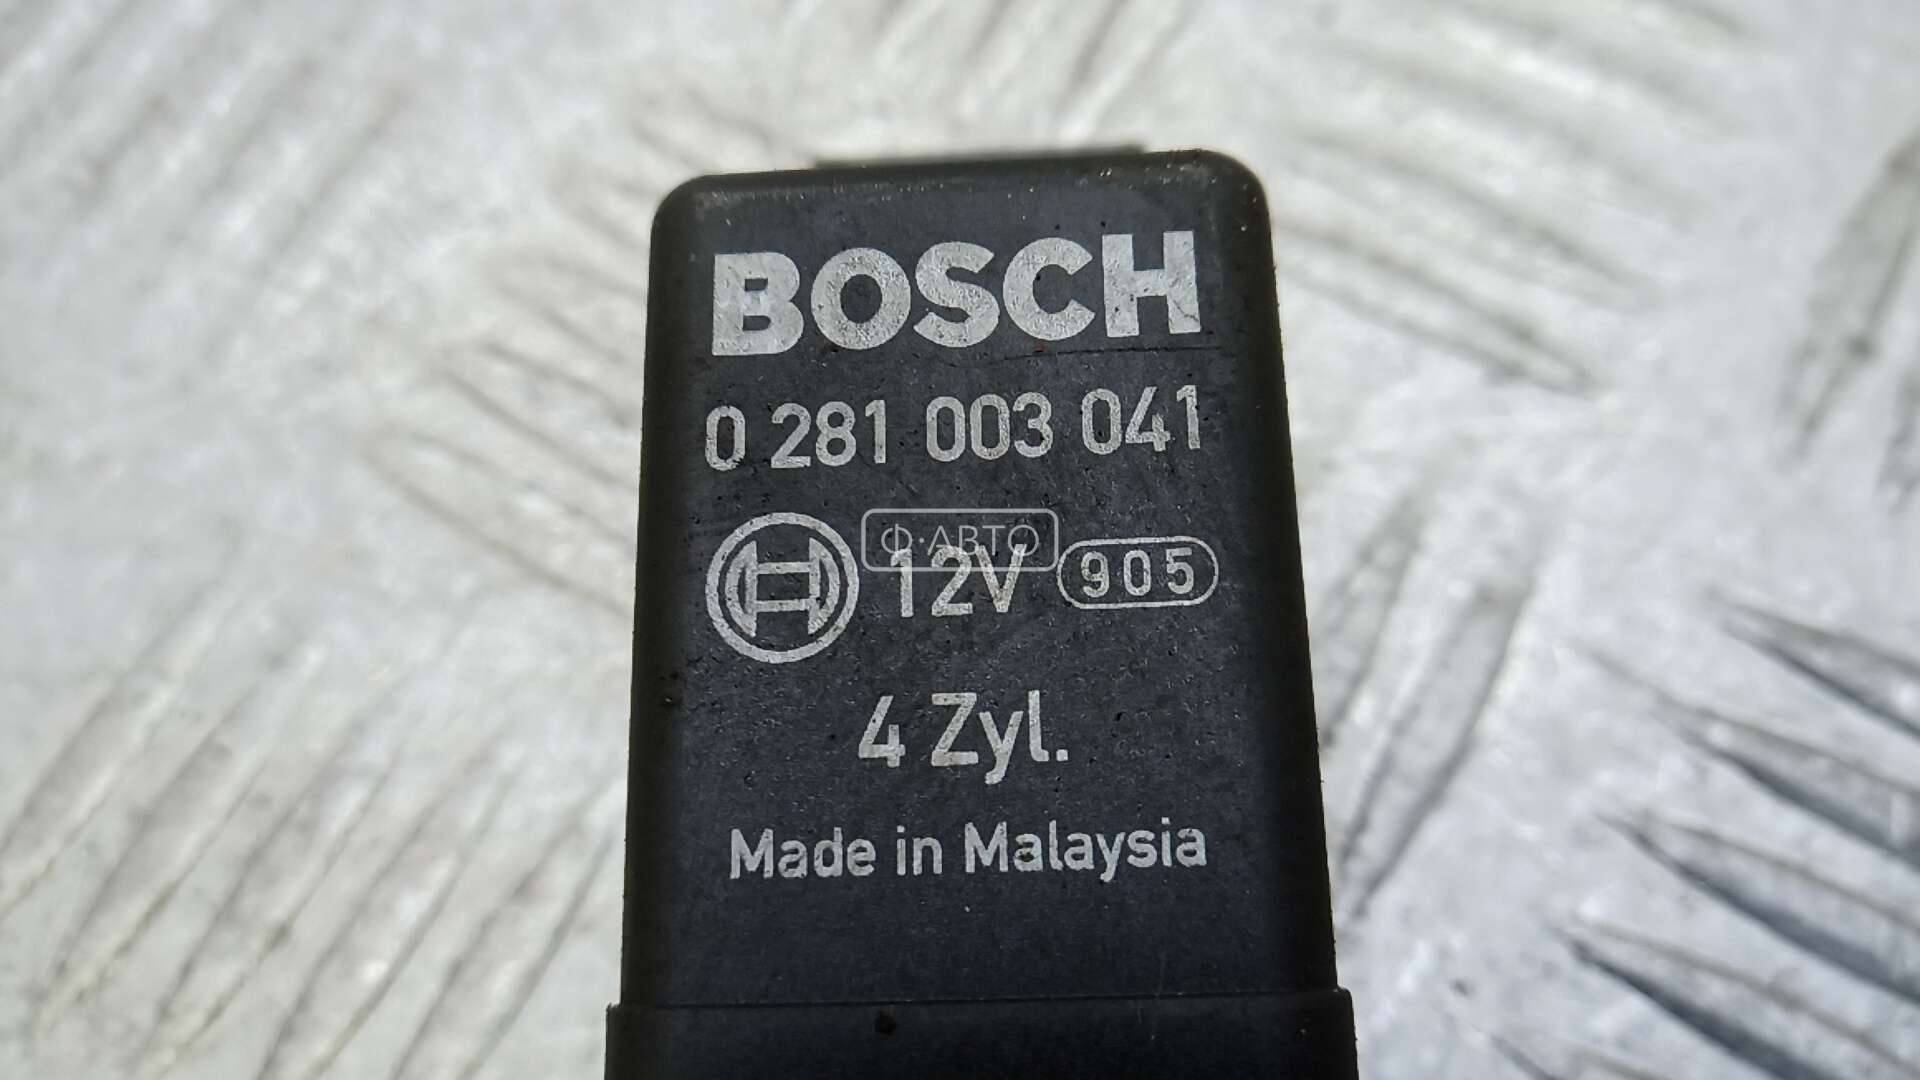 BOSCH
0 281 003 041
Ф·АВТО
12V 905
4 Zyl.
Made in Malaysia